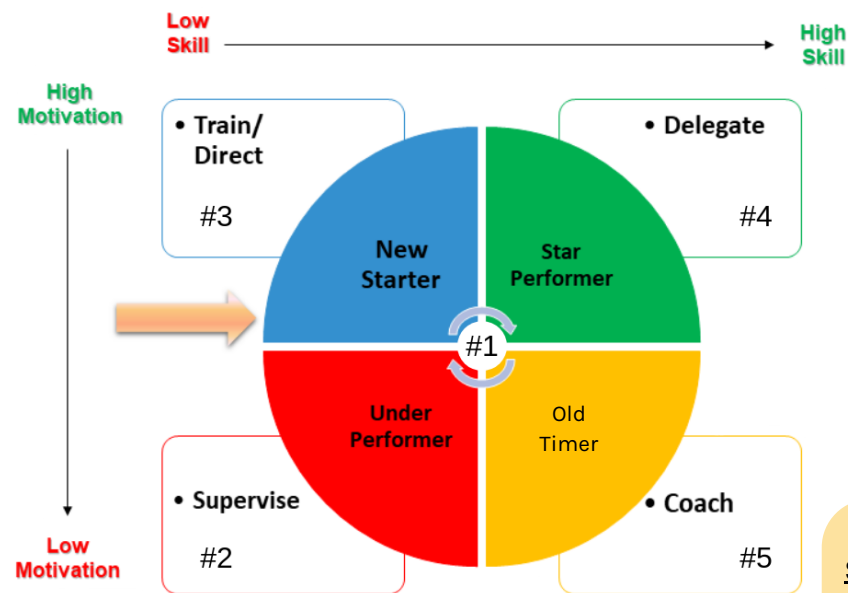 Low
Skill
High
Skill
High
Motivation
• Train/
Direct
#3
• Delegate
#4
New
Starter
Star
Performer
#1
Under
Performer
Old
Timer
• Supervise
#2
• Coach
#5
Low
Motivation